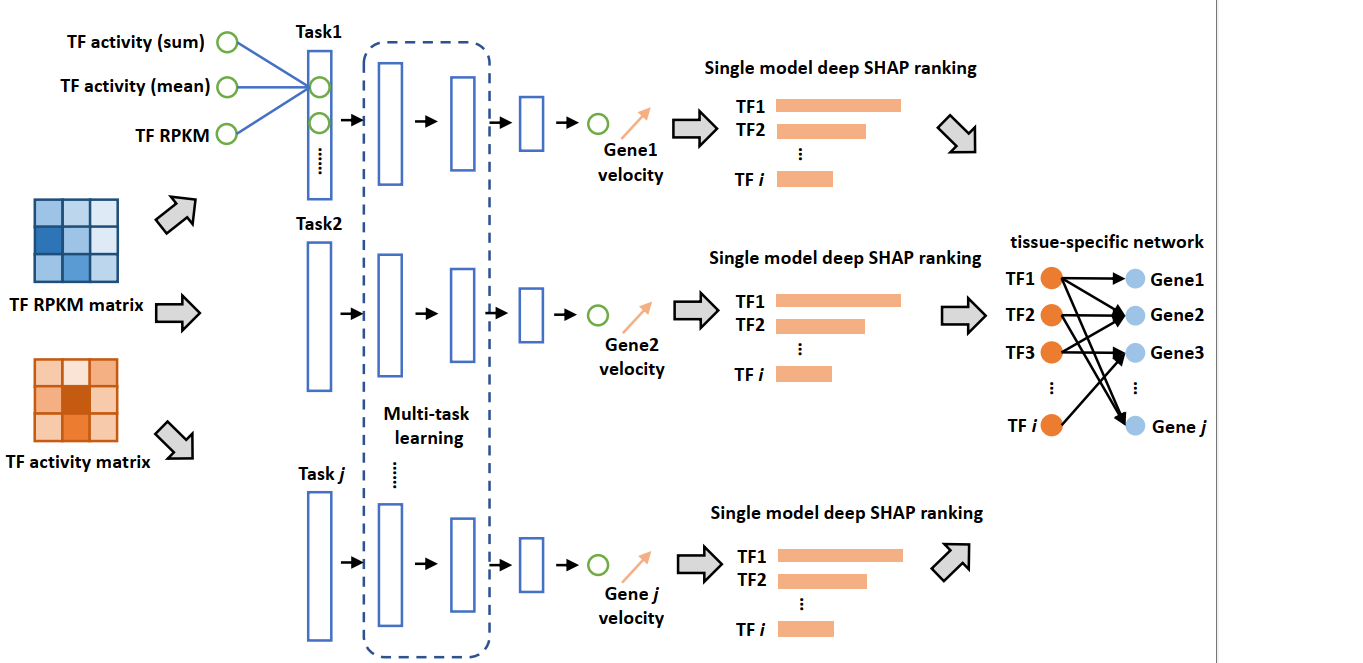 TF activity (sum)
TF activity (mean)
TF RPKM
TF RPKM matrix
TF activity matrix
Task1
Gene1
velocity
Single model deep SHAP ranking
TF1
TF2
TF i
Task2
Gene2
velocity
Single model deep SHAP ranking
TF1
TF2
TF i
Multi-task
learning
Task j
Gene j
velocity
Single model deep SHAP ranking
TF1
TF2
TF i
tissue-specific network
TF1 Gene1
TF2 Gene2
TF3 Gene3
TF i Gene j